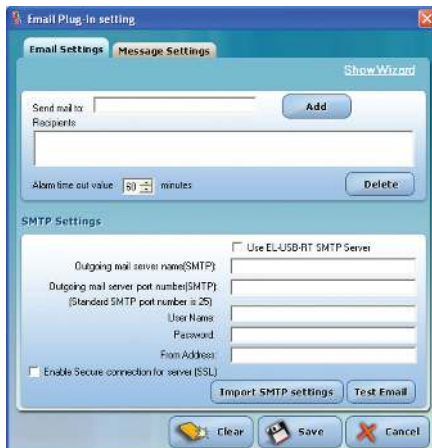 Email Plug-in setting
Email Settings
Message Settings
Show Wizard
Send mail to:
Add
Recipients
Alarm time out value 60 minutes
Delete
SMTP Settings
Use EL-USB-RT SMTP Server
Outgoing mail server name(SMTP):
Outgoing mail server port number(SMTP):
(Standard SMTP port number is 25)
User Name:
Password:
From Address:
Enable Secure connection for server (SSL)
Import SMTP settings
Test Email
Clear
Save
Cancel